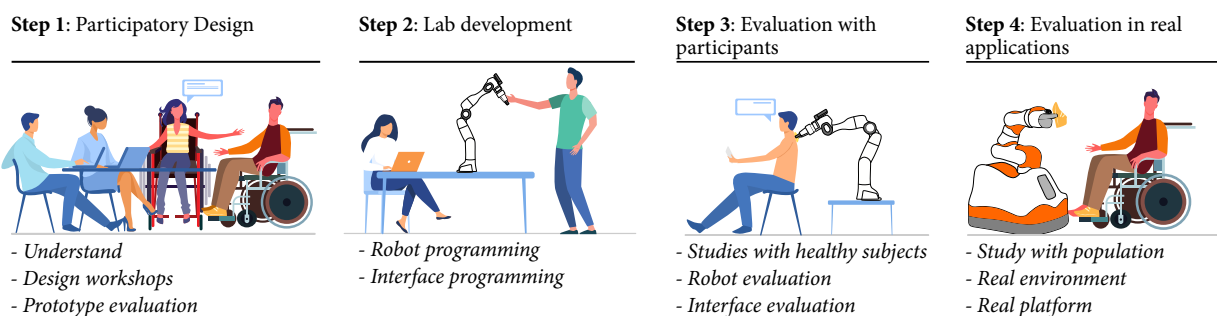 Step 1: Participatory Design
- Understand
- Design workshops
- Prototype evaluation
Step 2: Lab development
- Robot programming
- Interface programming
Step 3: Evaluation with
participants
- Studies with healthy subjects
- Robot evaluation
- Interface evaluation
Step 4: Evaluation in real
applications
- Study with population
- Real environment
- Real platform